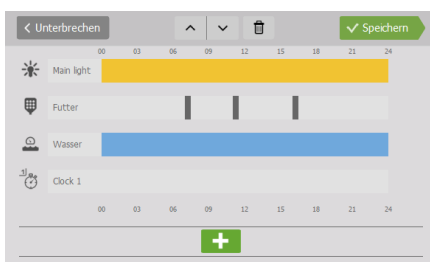 Unterbrechen
Speichern
00 03 06 09 12 15 18 21 24
Main light
Futter
Wasser
Clock 1
00 03 06 09 12 15 18 21 24